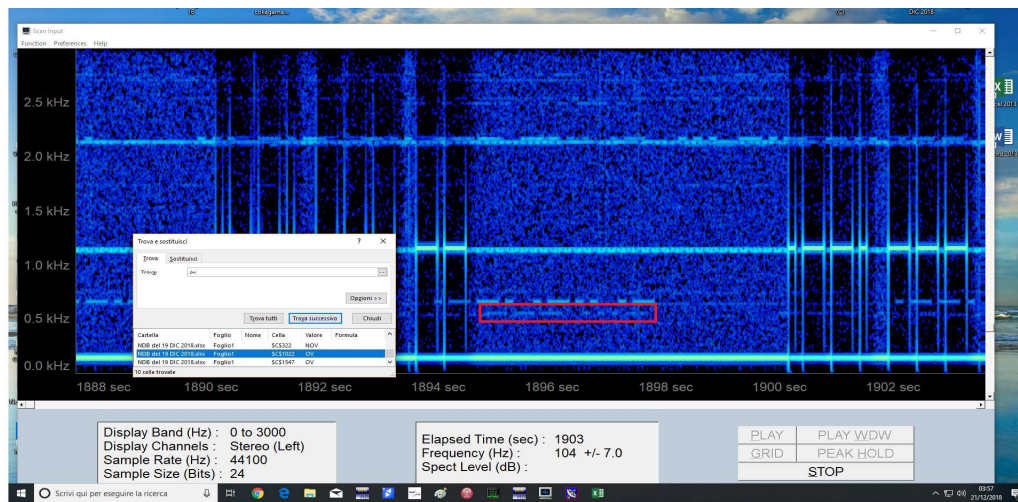 16
collegame...
(C)
DIC 2018
Scan Input
Function Preferences Help
2.5 kHz
2.0 kHz
1.5 kHz
1.0 kHz
0.5 kHz
0.0 kHz
Trova e sostituisci ? ×
Trova Sostituisci
Trova: ov
Opzioni >>
Trova tutti Trova successivo Chiudi
Cartella Foglio Nome Cella Valore Formula
NDB del 19 DIC 2018.xlsx Foglio1 $C$322 NOV
NDB del 19 DIC 2018.xlsx Foglio1 $C$1022 OV
NDB del 19 DIC 2018.xlsx Foglio1 $C$1547 OV
10 celle trovate
1888 sec 1890 sec 1892 sec 1894 sec 1896 sec 1898 sec 1900 sec 1902 sec
Display Band (Hz) : 0 to 3000
Display Channels : Stereo (Left)
Sample Rate (Hz) : 44100
Sample Size (Bits) : 24
Elapsed Time (sec) : 1903
Frequency (Hz) : 104 +/- 7.0
Spect Level (dB) :
PLAY PLAY WDW
GRID PEAK HOLD
STOP
Scrivi qui per eseguire la ricerca
03:57
21/12/2018